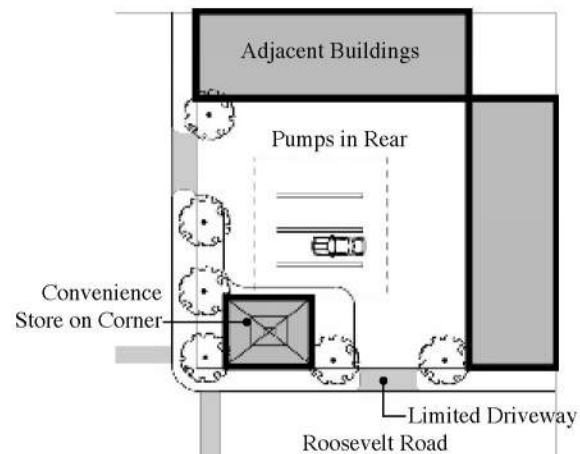 Adjacent Buildings
Pumps in Rear
Convenience
Store on Corner
Limited Driveway
Roosevelt Road